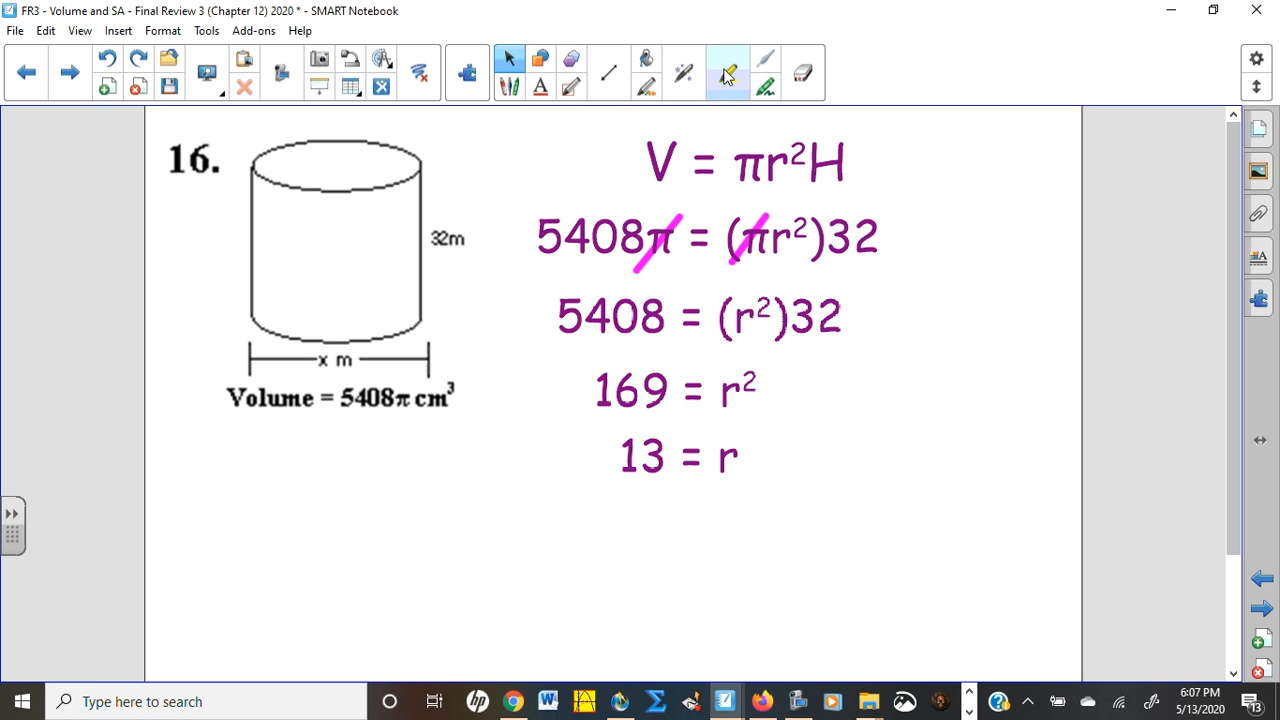 FR3 - Volume and SA - Final Review 3 (Chapter 12) 2020 * - SMART Notebook
File Edit View Insert Format Tools Add-ons Help
16.
V = πr²H
5408π = (πr²)32
32m
5408 = (r²)32
x m
169 = r²
Volume = 5408π cm³
13 = r
Type here to search
6:07 PM
5/13/2020
13